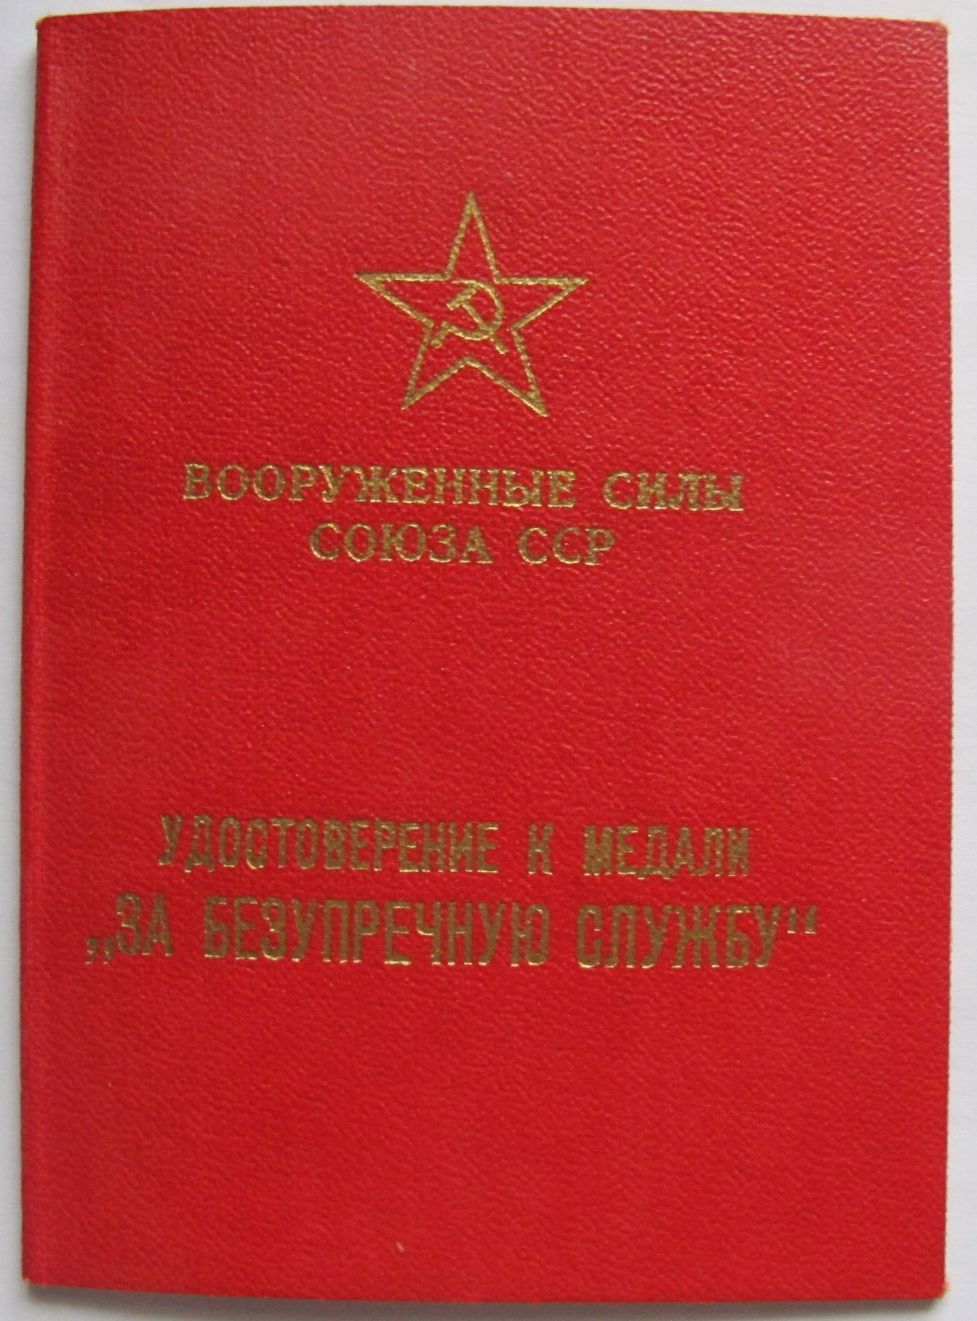 ВООРУЖЕННЫЕ СИЛЫ
СОЮЗА ССР
УДОСТОВЕРЕНИЕ К МЕДАЛИ
„ЗА БЕЗУПРЕЧНУЮ СЛУЖБУ“